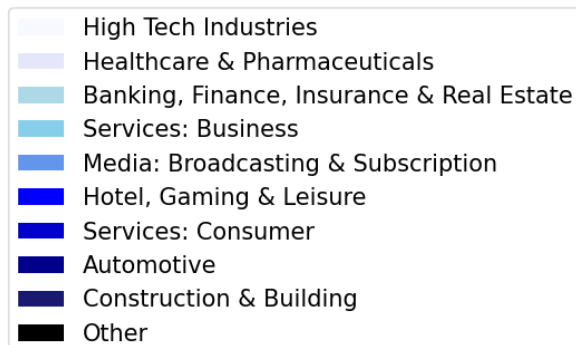 High Tech Industries
Healthcare & Pharmaceuticals
Banking, Finance, Insurance & Real Estate
Services: Business
Media: Broadcasting & Subscription
Hotel, Gaming & Leisure
Services: Consumer
Automotive
Construction & Building
Other